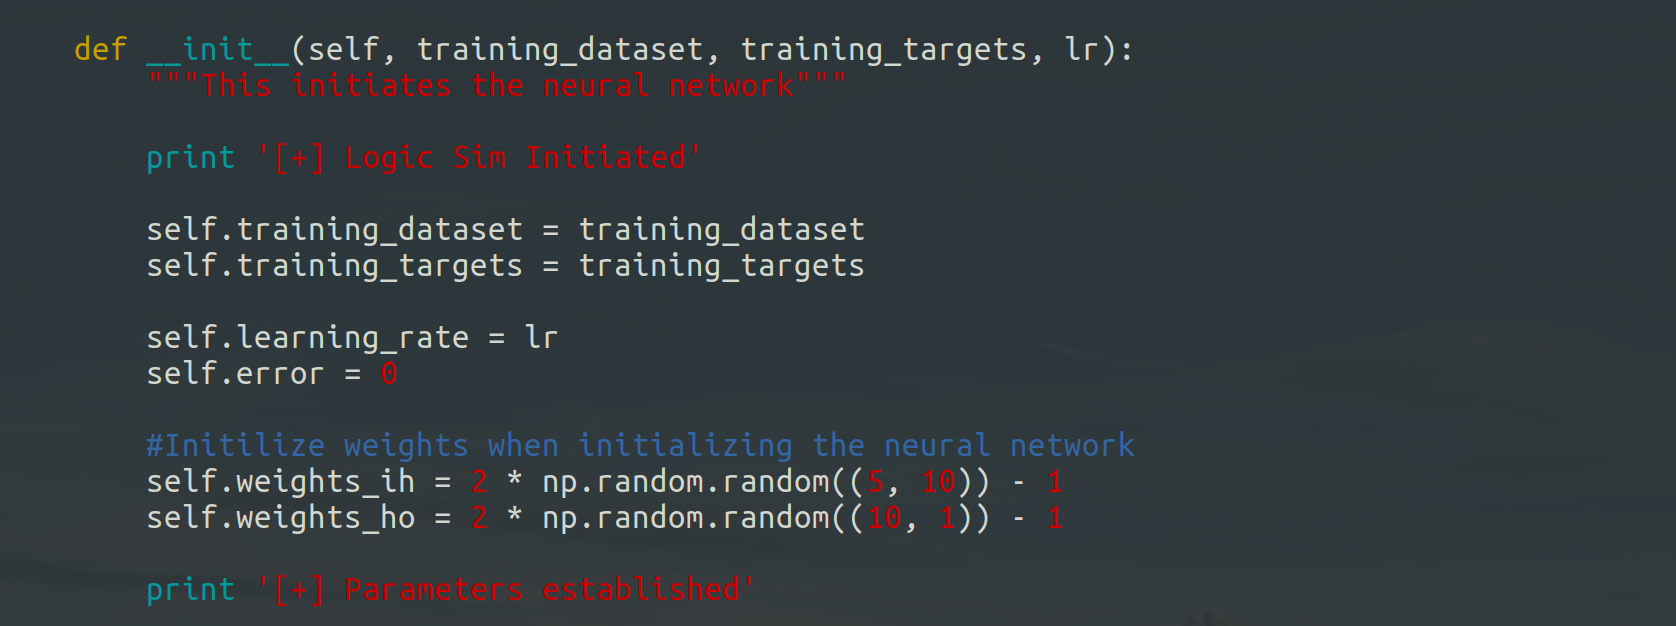 def __init__(self, training_dataset, training_targets, lr):
"""This initiates the neural network"""
print '[+] Logic Sim Initiated'
self.training_dataset = training_dataset
self.training_targets = training_targets
self.learning_rate = lr
self.error = 0
#Initilize weights when initializing the neural network
self.weights_ih = 2 * np.random.random((5, 10)) - 1
self.weights_ho = 2 * np.random.random((10, 1)) - 1
print '[+] Parameters established'